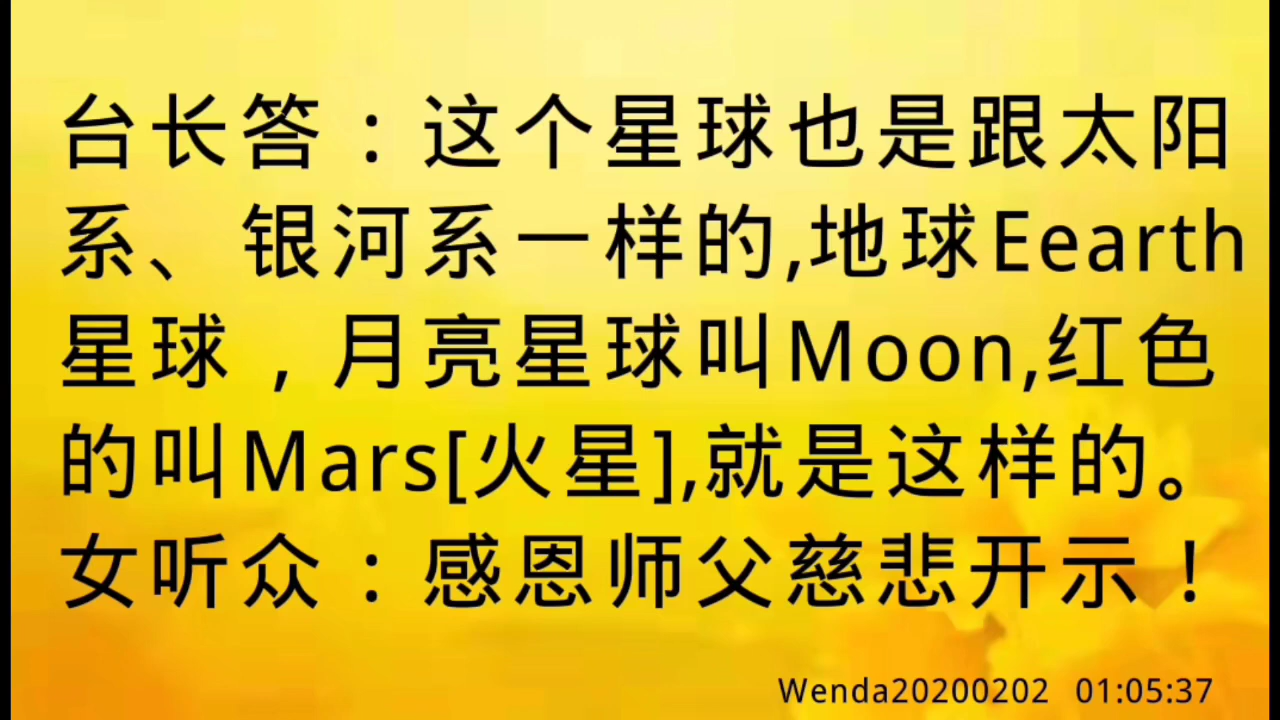 台长答：这个星球也是跟太阳
系、银河系一样的,地球Eearth
星球，月亮星球叫Moon,红色
的叫Mars[火星],就是这样的。
女听众：感恩师父慈悲开示！
Wenda20200202 01:05:37